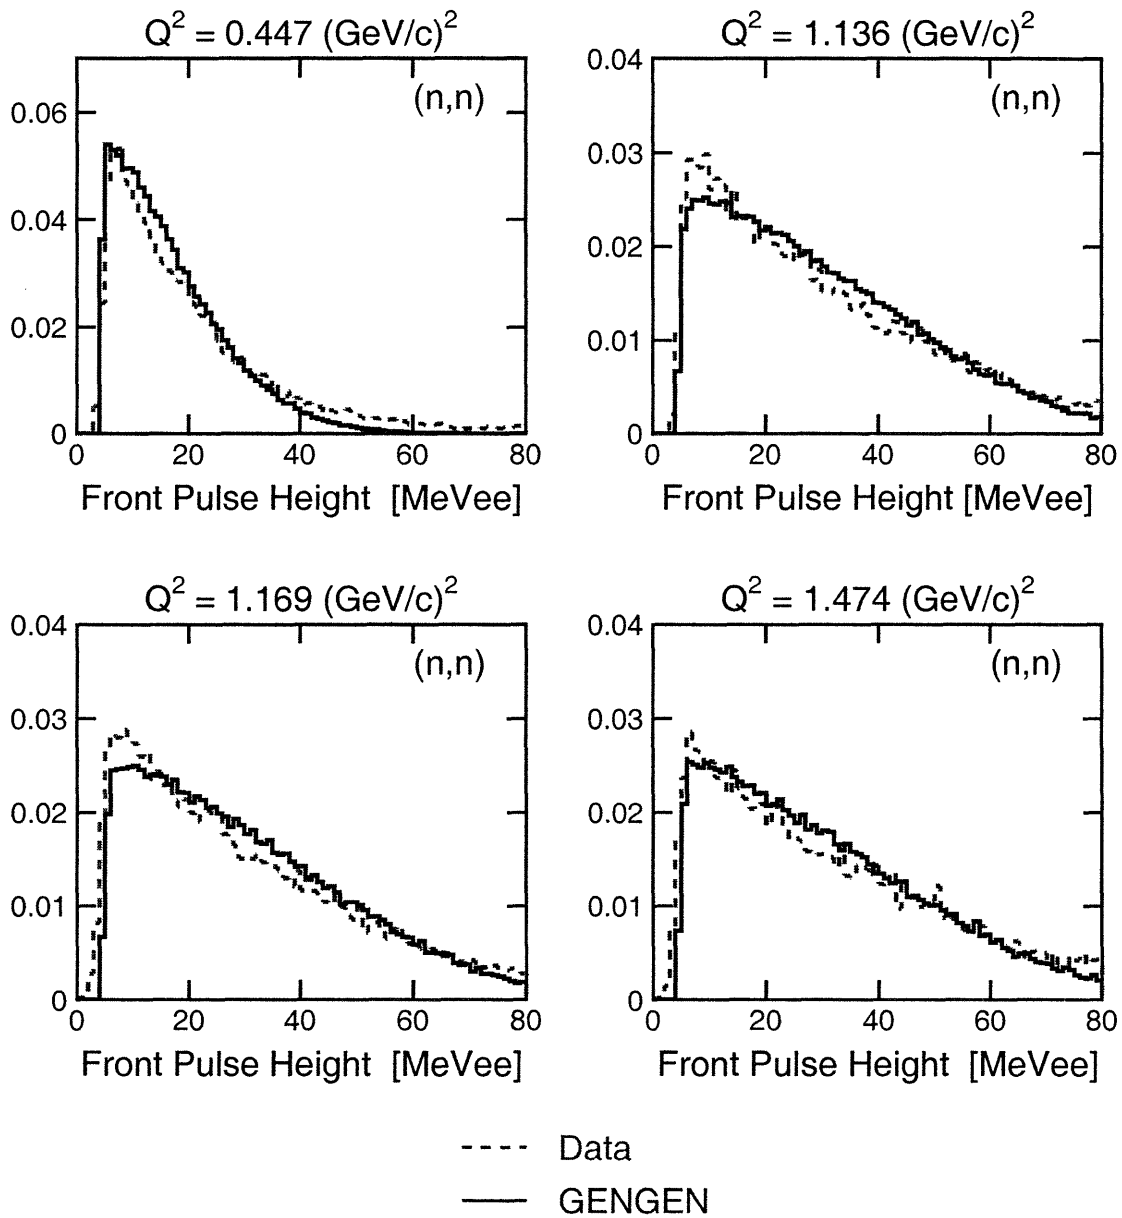 Q² = 0.447 (GeV/c)²
(n,n)
0.06
0.04
0.02
0
0 20 40 60 80
Front Pulse Height [MeVee]
Q² = 1.136 (GeV/c)²
(n,n)
0.04
0.03
0.02
0.01
0
0 20 40 60 80
Front Pulse Height [MeVee]
Q² = 1.169 (GeV/c)²
(n,n)
0.04
0.03
0.02
0.01
0
0 20 40 60 80
Front Pulse Height [MeVee]
Q² = 1.474 (GeV/c)²
(n,n)
0.04
0.03
0.02
0.01
0
0 20 40 60 80
Front Pulse Height [MeVee]
Data
GENGEN